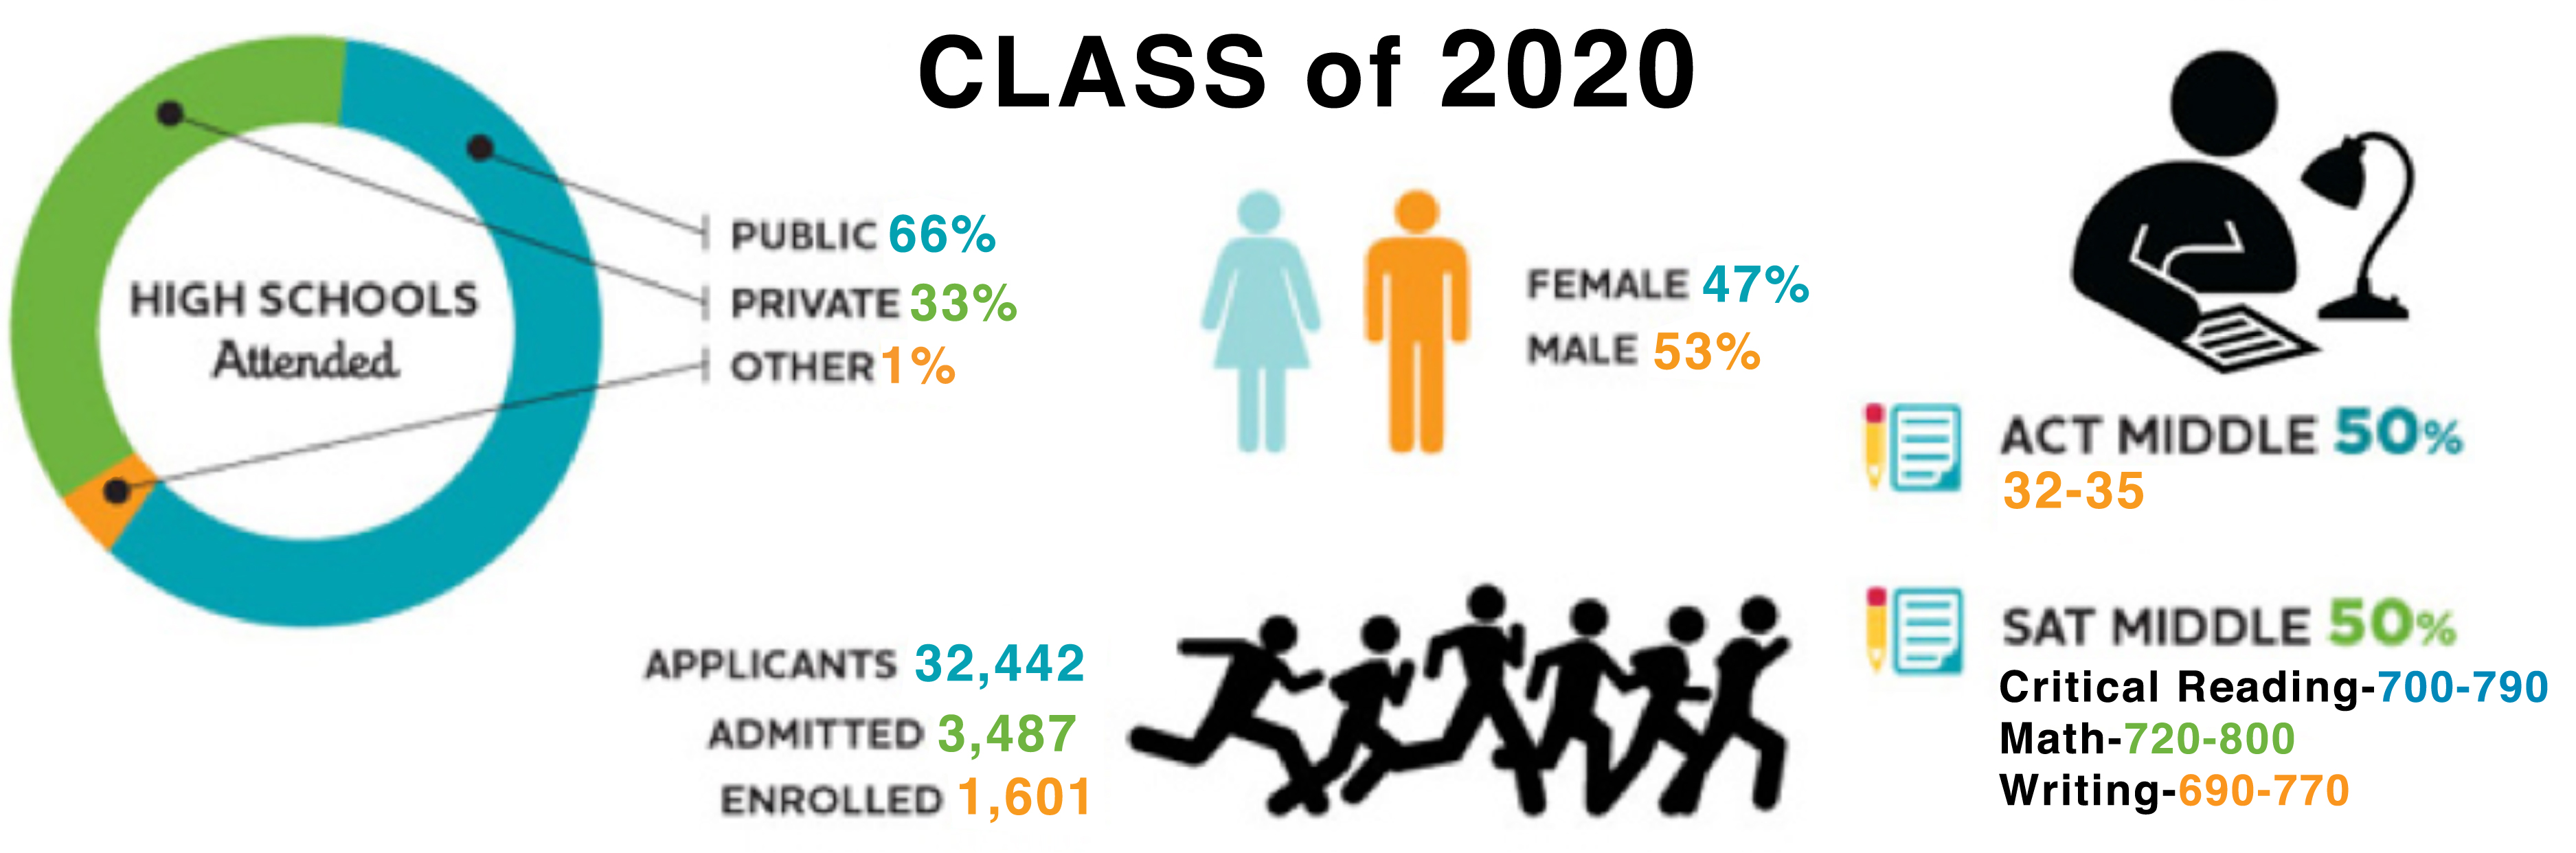 CLASS of 2020
HIGH SCHOOLS
Attended
PUBLIC 66%
PRIVATE 33%
OTHER 1%
FEMALE 47%
MALE 53%
ACT MIDDLE 50%
32-35
APPLICANTS 32,442
ADMITTED 3,487
ENROLLED 1,601
SAT MIDDLE 50%
Critical Reading-700-790
Math-720-800
Writing-690-770